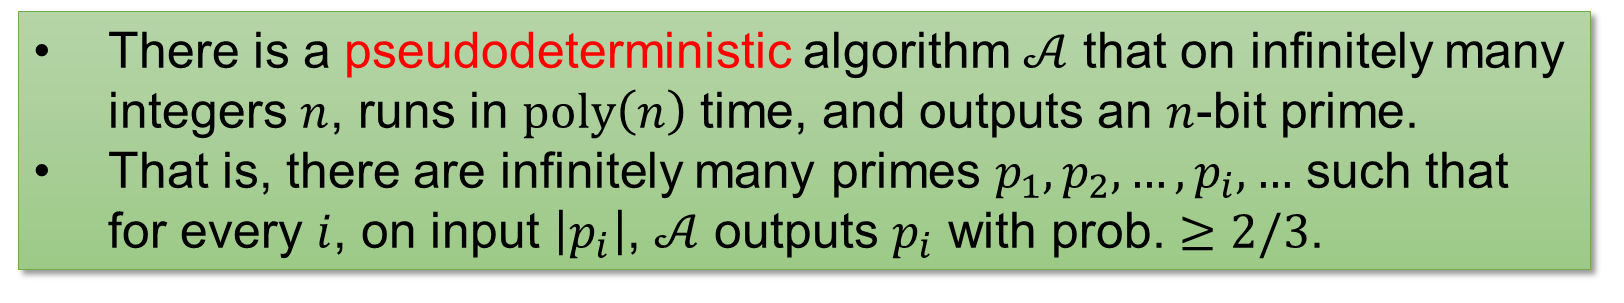 • There is a pseudodeterministic algorithm 𝒜 that on infinitely many
integers 𝑛, runs in poly(𝑛) time, and outputs an 𝑛-bit prime.
• That is, there are infinitely many primes 𝑝₁, 𝑝₂, … , 𝑝ᵢ, … such that
for every 𝑖, on input |𝑝ᵢ|, 𝒜 outputs 𝑝ᵢ with prob. ≥ 2/3.